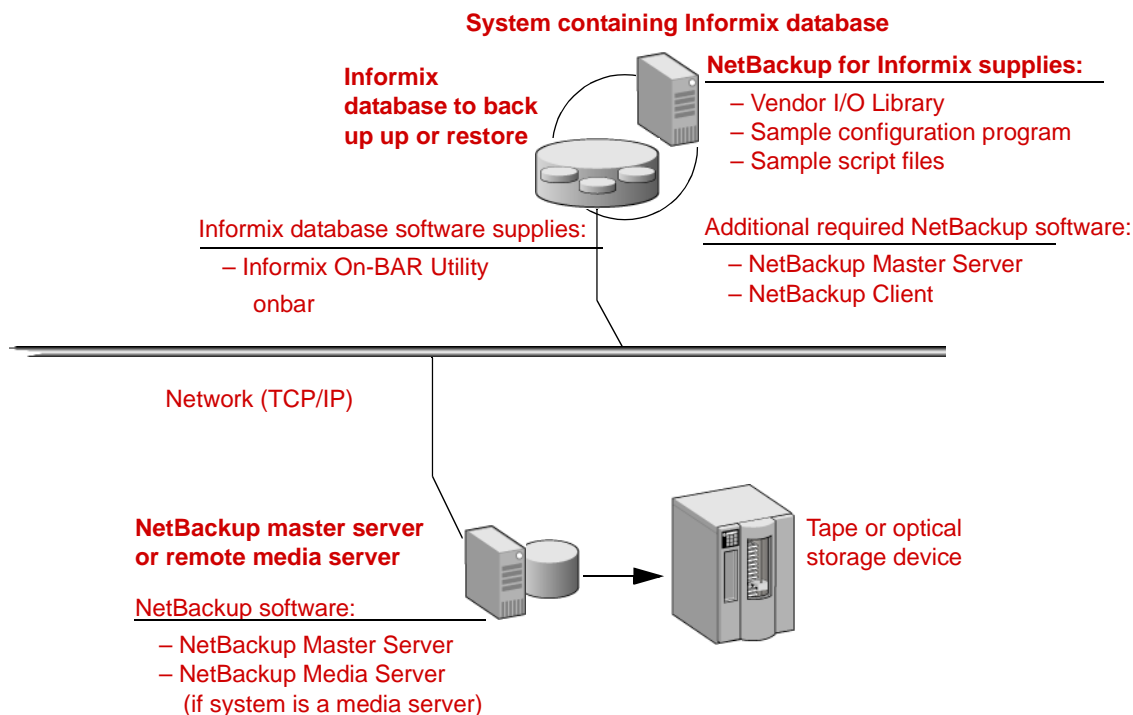 System containing Informix database
Informix
database to back
up up or restore
NetBackup for Informix supplies:
– Vendor I/O Library
– Sample configuration program
– Sample script files
Informix database software supplies:
– Informix On-BAR Utility
onbar
Additional required NetBackup software:
– NetBackup Master Server
– NetBackup Client
Network (TCP/IP)
NetBackup master server
or remote media server
NetBackup software:
– NetBackup Master Server
– NetBackup Media Server
(if system is a media server)
Tape or optical
storage device